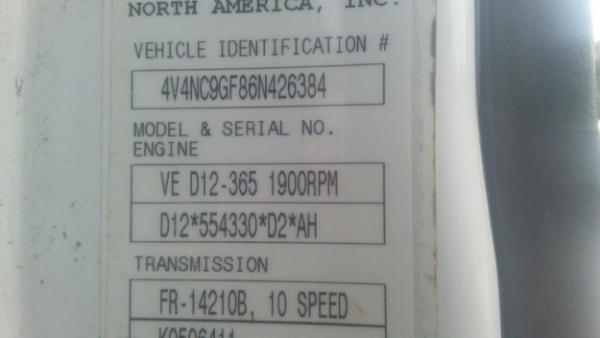 NORTH AMERICA, INC.
VEHICLE IDENTIFICATION #
4V4NC9GF86N426384
MODEL & SERIAL NO.
ENGINE
VE D12-365 1900RPM
D12*554330*D2*AH
TRANSMISSION
FR-14210B, 10 SPEED